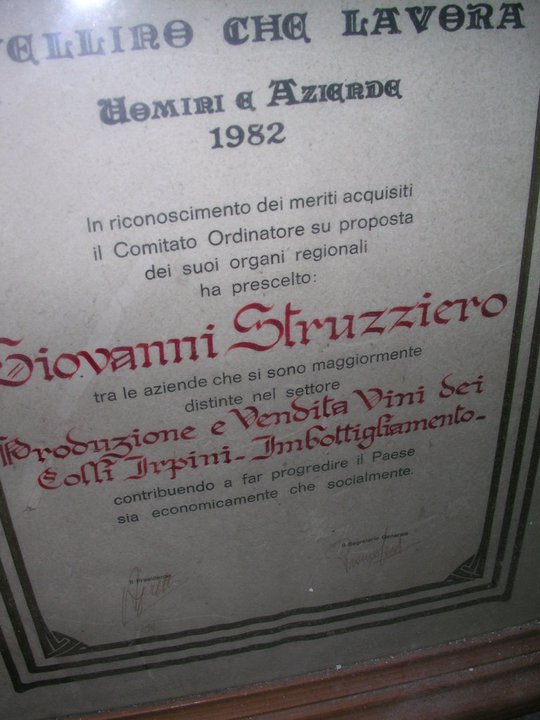 VELLINO CHE LAVORA
UOMINI E AZIENDE
1982
In riconoscimento dei meriti acquisiti
il Comitato Ordinatore su proposta
dei suoi organi regionali
ha prescelto:
Giovanni Struzziero
tra le aziende che si sono maggiormente
distinte nel settore
Produzione e Vendita Vini dei
Colli Irpini - Imbottigliamento -
contribuendo a far progredire il Paese
sia economicamente che socialmente.
Il Presidente
Il Segretario Generale